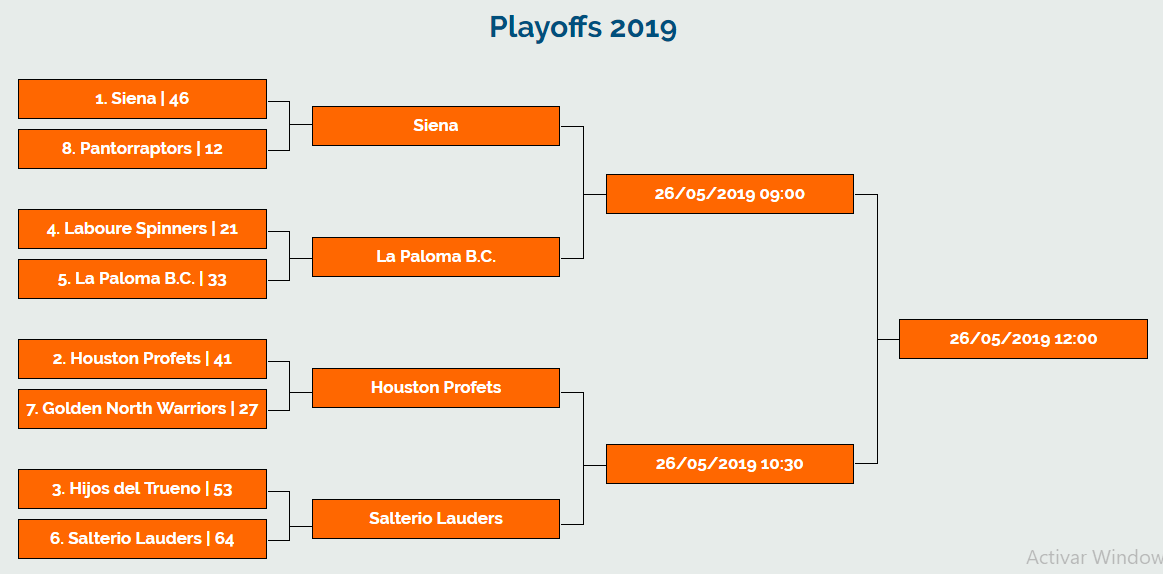 Playoffs 2019
1. Siena | 46
8. Pantorraptors | 12
Siena
4. Laboure Spinners | 21
5. La Paloma B.C. | 33
La Paloma B.C.
26/05/2019 09:00
2. Houston Profets | 41
7. Golden North Warriors | 27
Houston Profets
3. Hijos del Trueno | 53
6. Salterio Lauders | 64
Salterio Lauders
26/05/2019 10:30
26/05/2019 12:00
Activar Window